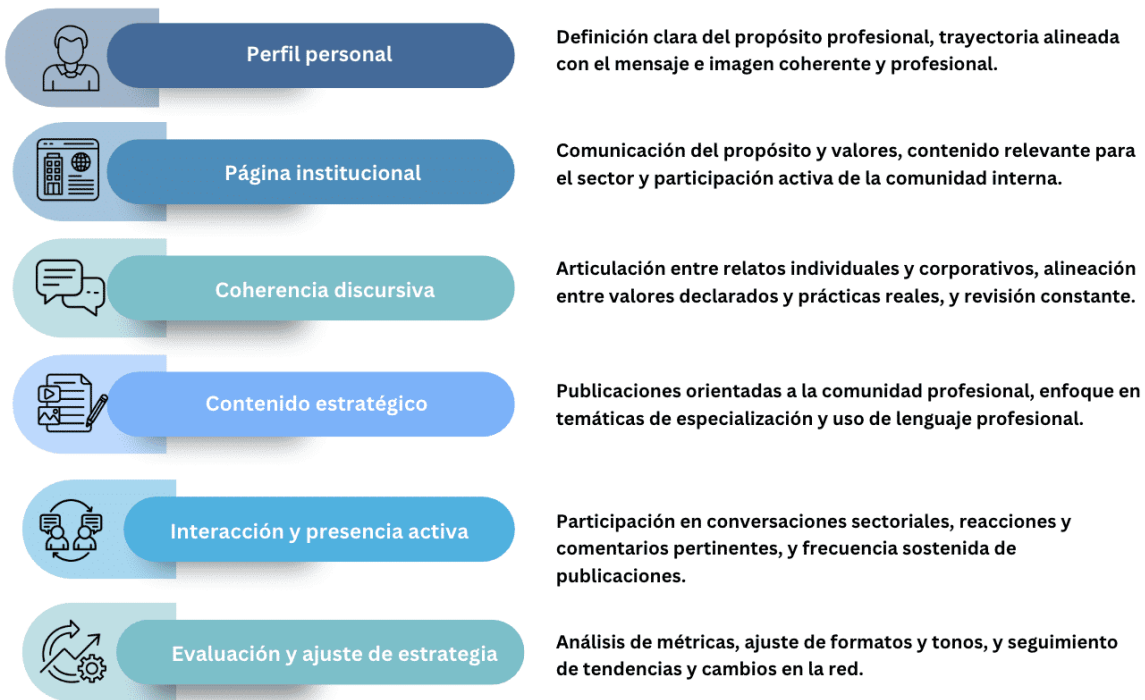 Perfil personal
Definición clara del propósito profesional, trayectoria alineada
con el mensaje e imagen coherente y profesional.
Página institucional
Comunicación del propósito y valores, contenido relevante para
el sector y participación activa de la comunidad interna.
Coherencia discursiva
Articulación entre relatos individuales y corporativos, alineación
entre valores declarados y prácticas reales, y revisión constante.
Contenido estratégico
Publicaciones orientadas a la comunidad profesional, enfoque en
temáticas de especialización y uso de lenguaje profesional.
Interacción y presencia activa
Participación en conversaciones sectoriales, reacciones y
comentarios pertinentes, y frecuencia sostenida de
publicaciones.
Evaluación y ajuste de estrategia
Análisis de métricas, ajuste de formatos y tonos, y seguimiento
de tendencias y cambios en la red.